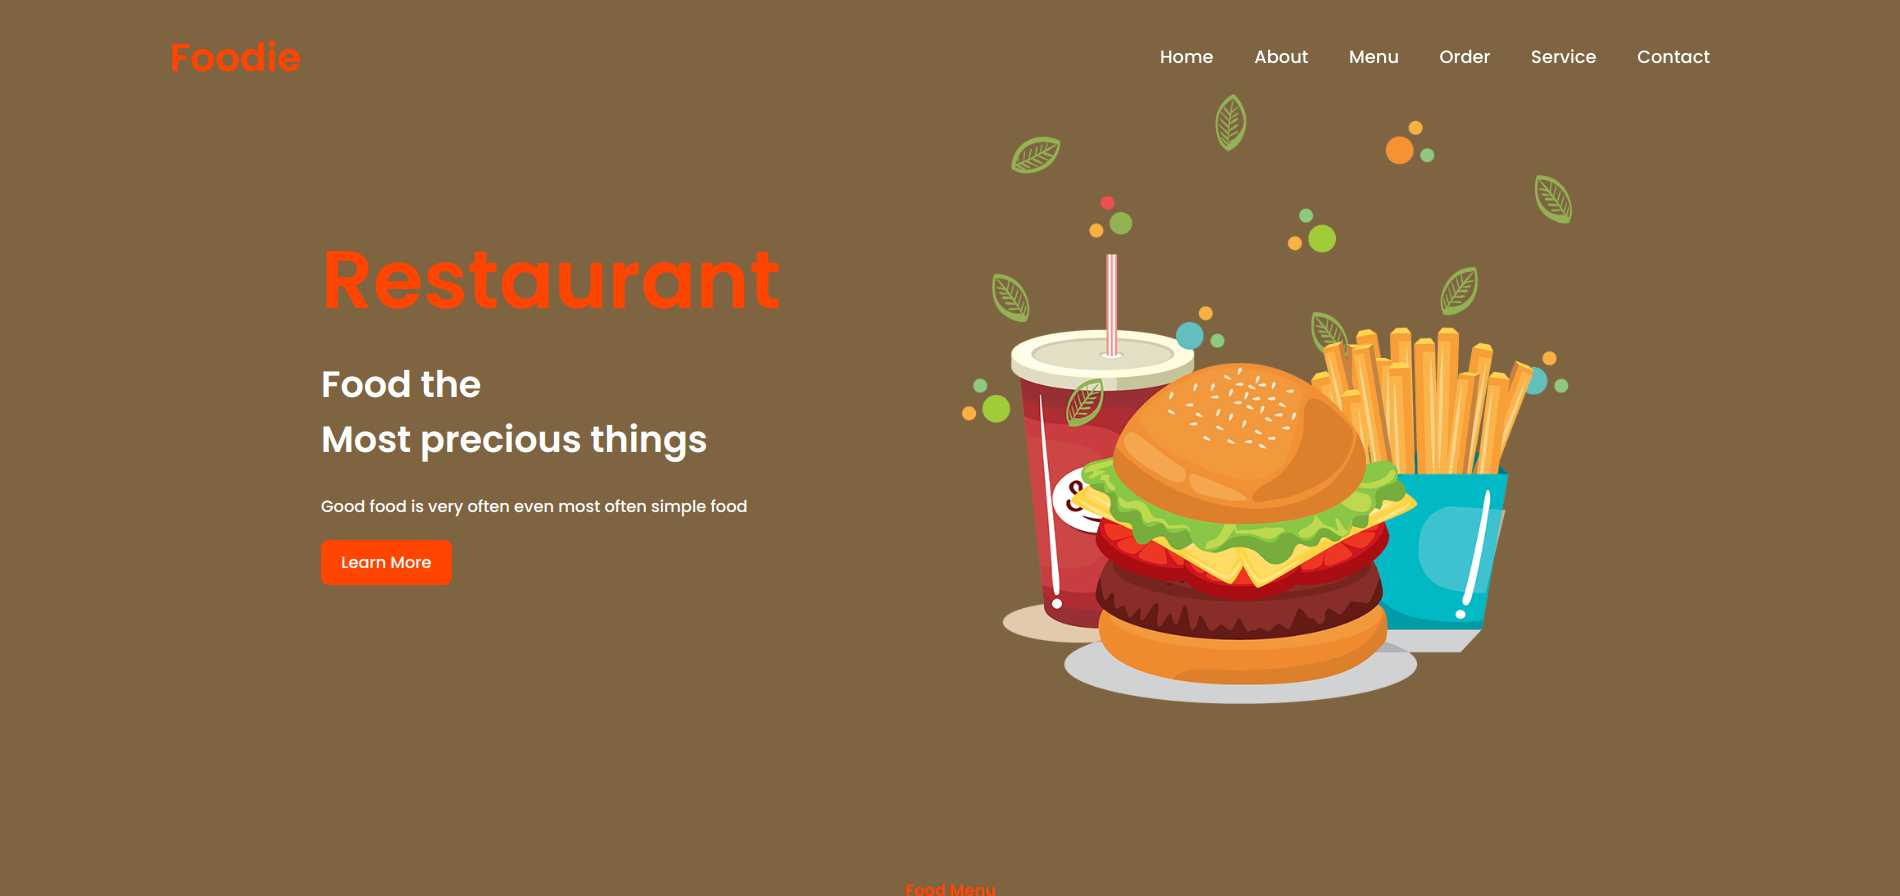 Foodie
Home About Menu Order Service Contact
Restaurant
Food the
Most precious things
Good food is very often even most often simple food
Learn More
Food Menu